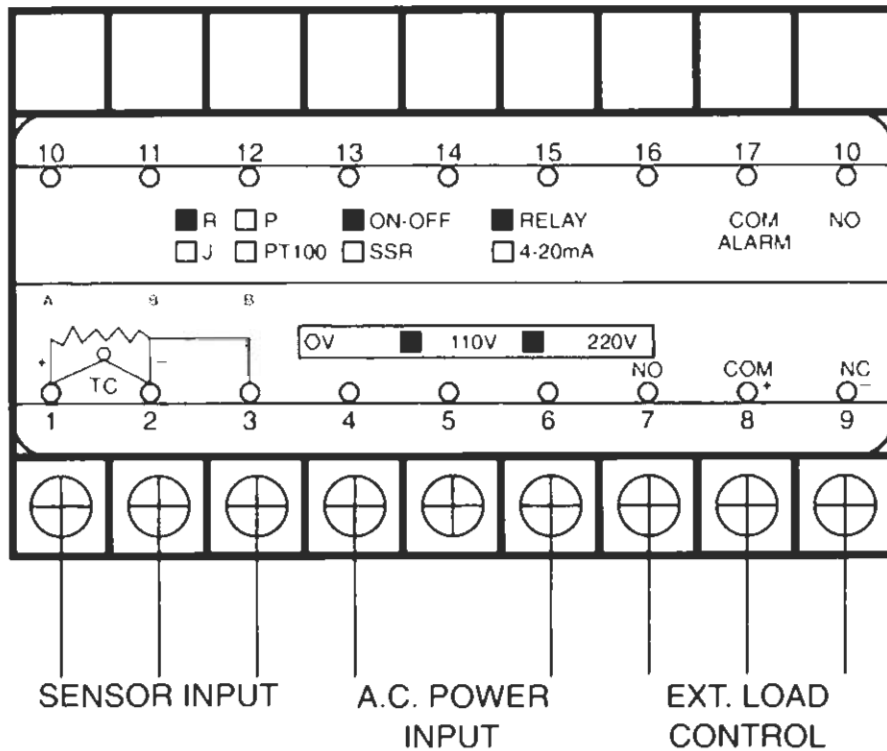 10 11 12 13 14 15 16 17 10
R P ON-OFF RELAY COM NO
J PT100 SSR 4-20mA ALARM
A B B
0V 110V 220V
+ − NO COM NC
TC + −
1 2 3 4 5 6 7 8 9
SENSOR INPUT A.C. POWER EXT. LOAD
INPUT CONTROL